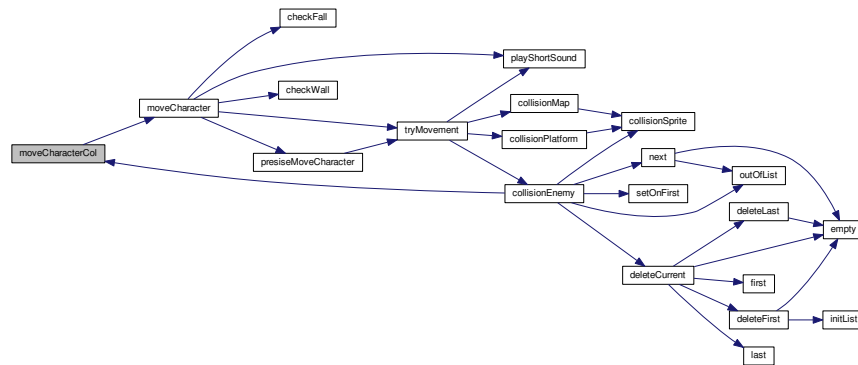 checkFall
playShortSound
checkWall
moveCharacter
collisionMap
collisionSprite
tryMovement
collisionPlatform
moveCharacterCol
presiseMoveCharacter
next
outOfList
collisionEnemy
setOnFirst
deleteLast
empty
deleteCurrent
first
deleteFirst
initList
last